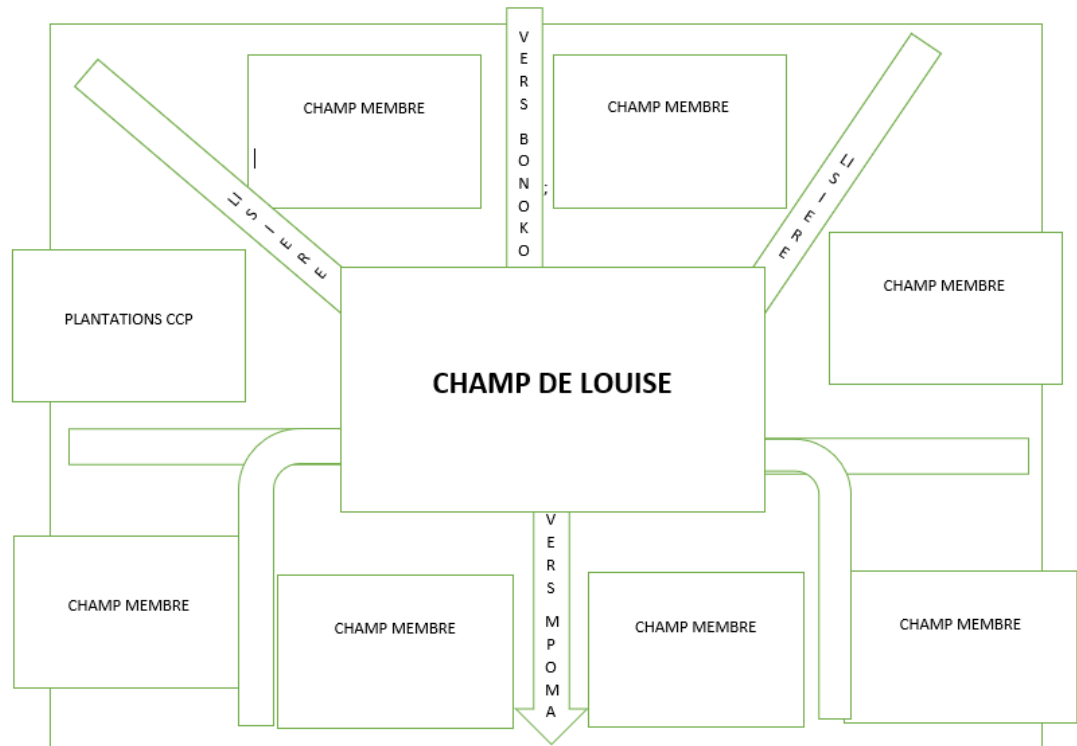 VERS BONOKO
CHAMP MEMBRE
CHAMP MEMBRE
;
LISIERE
LISIERE
PLANTATIONS CCP
CHAMP MEMBRE
CHAMP DE LOUISE
VERS MPOMA
CHAMP MEMBRE
CHAMP MEMBRE
CHAMP MEMBRE
CHAMP MEMBRE